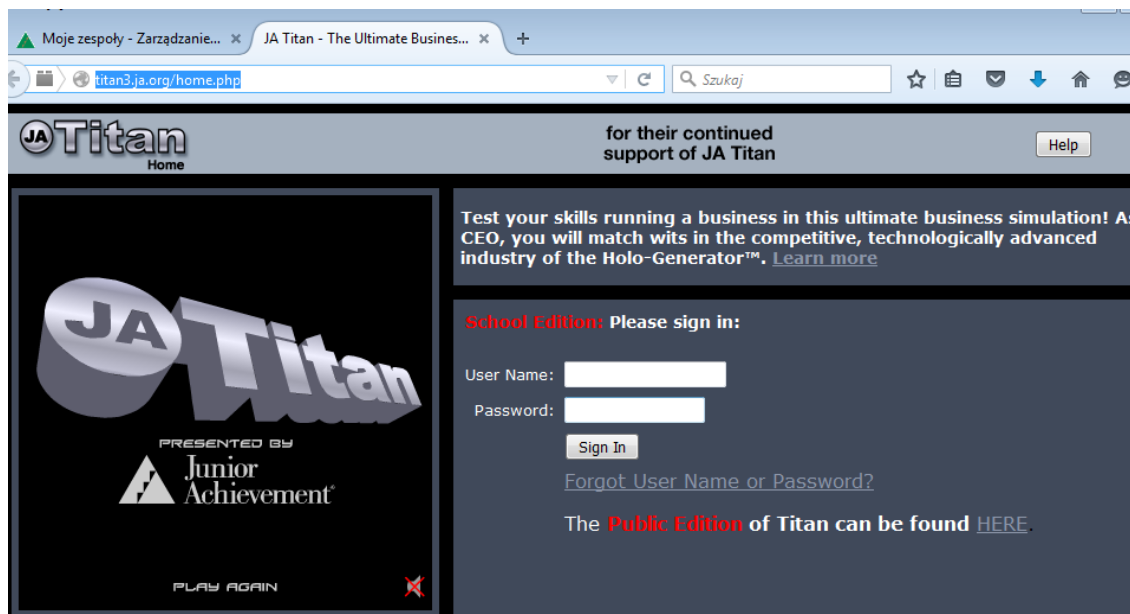 Moje zespoły - Zarządzanie...
JA Titan - The Ultimate Busines...
titan3.ja.org/home.php
Szukaj
JA Titan
Home
for their continued
support of JA Titan
Help
Test your skills running a business in this ultimate business simulation! As
CEO, you will match wits in the competitive, technologically advanced
industry of the Holo-Generator™. Learn more
JA Titan
PRESENTED BY
Junior
Achievement®
PLAY AGAIN
School Edition: Please sign in:
User Name:
Password:
Sign In
Forgot User Name or Password?
The Public Edition of Titan can be found HERE.